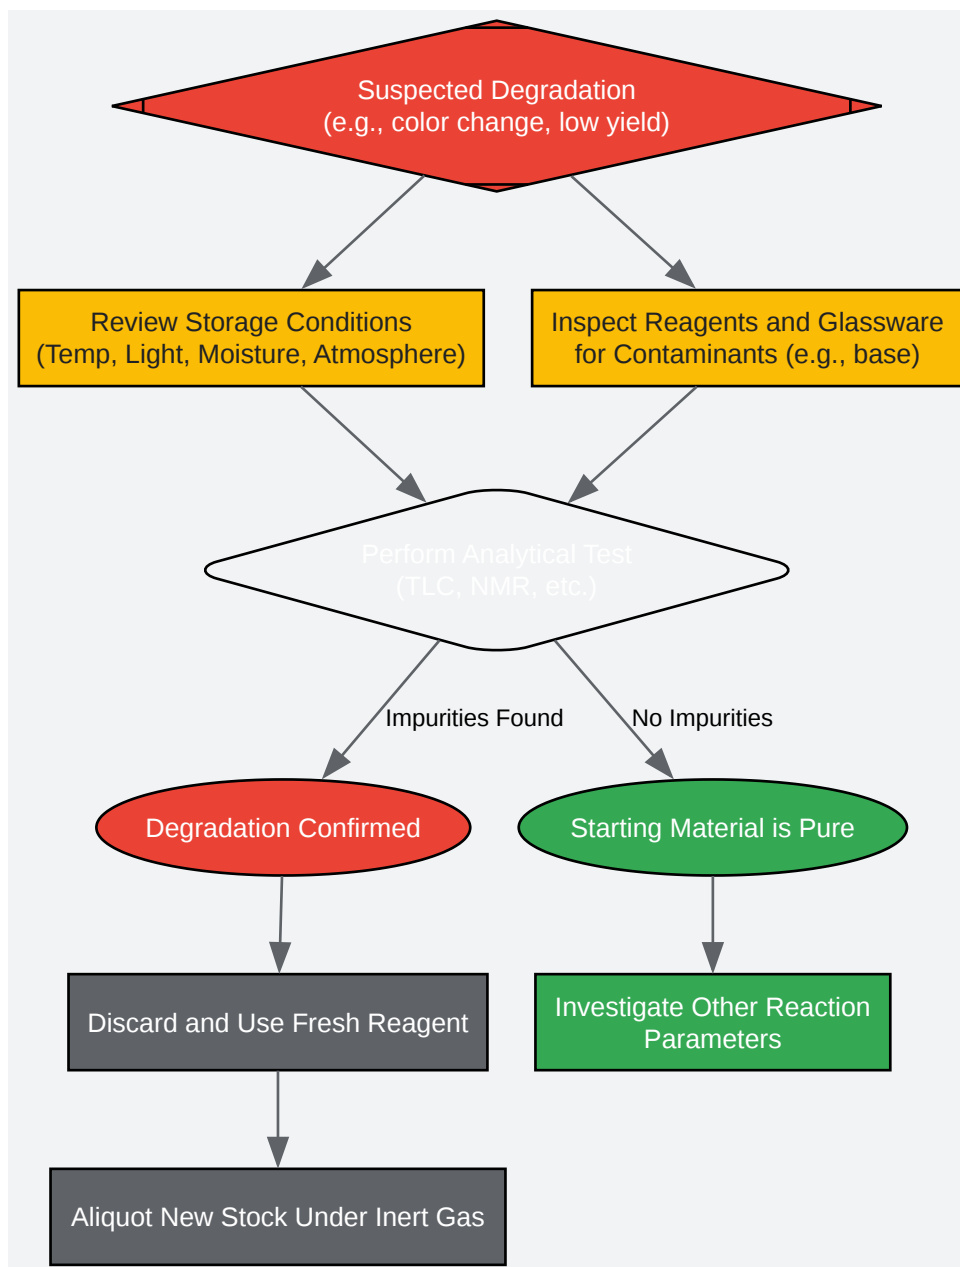 Suspected Degradation
(e.g., color change, low yield)
Review Storage Conditions
(Temp, Light, Moisture, Atmosphere)
Inspect Reagents and Glassware
for Contaminants (e.g., base)
Perform Analytical Test
(TLC, NMR, etc.)
Impurities Found
No Impurities
Degradation Confirmed
Starting Material is Pure
Discard and Use Fresh Reagent
Investigate Other Reaction
Parameters
Aliquot New Stock Under Inert Gas